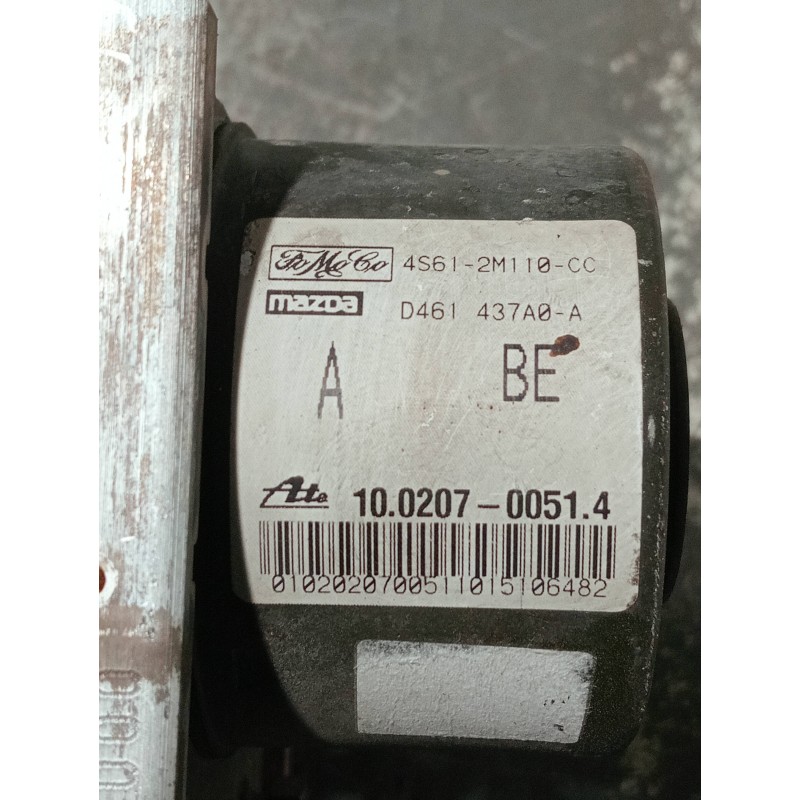 FoMoCo 4S61-2M110-CC
mazda D461 437A0-A
A BE
Ate 10.0207-0051.4
0102020700511015106482